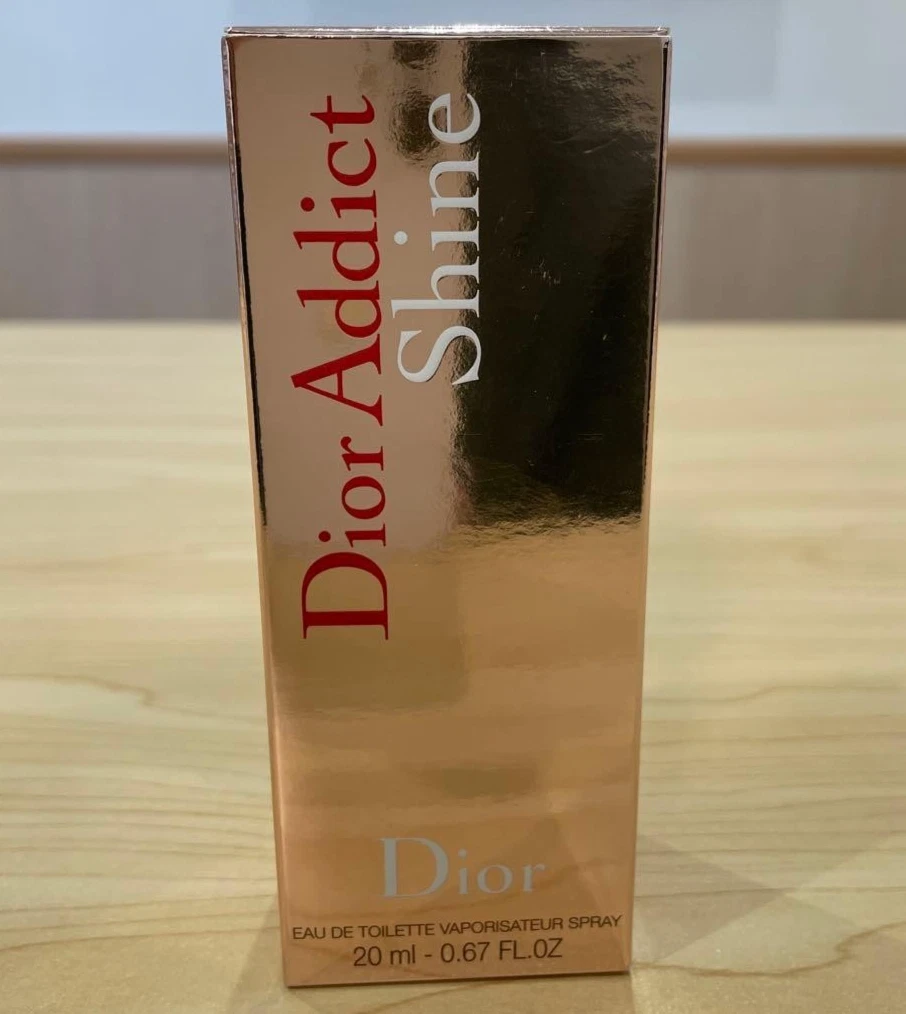 Dior Addict
Shine
Dior
EAU DE TOILETTE VAPORISATEUR SPRAY
20 ml - 0.67 FL.OZ